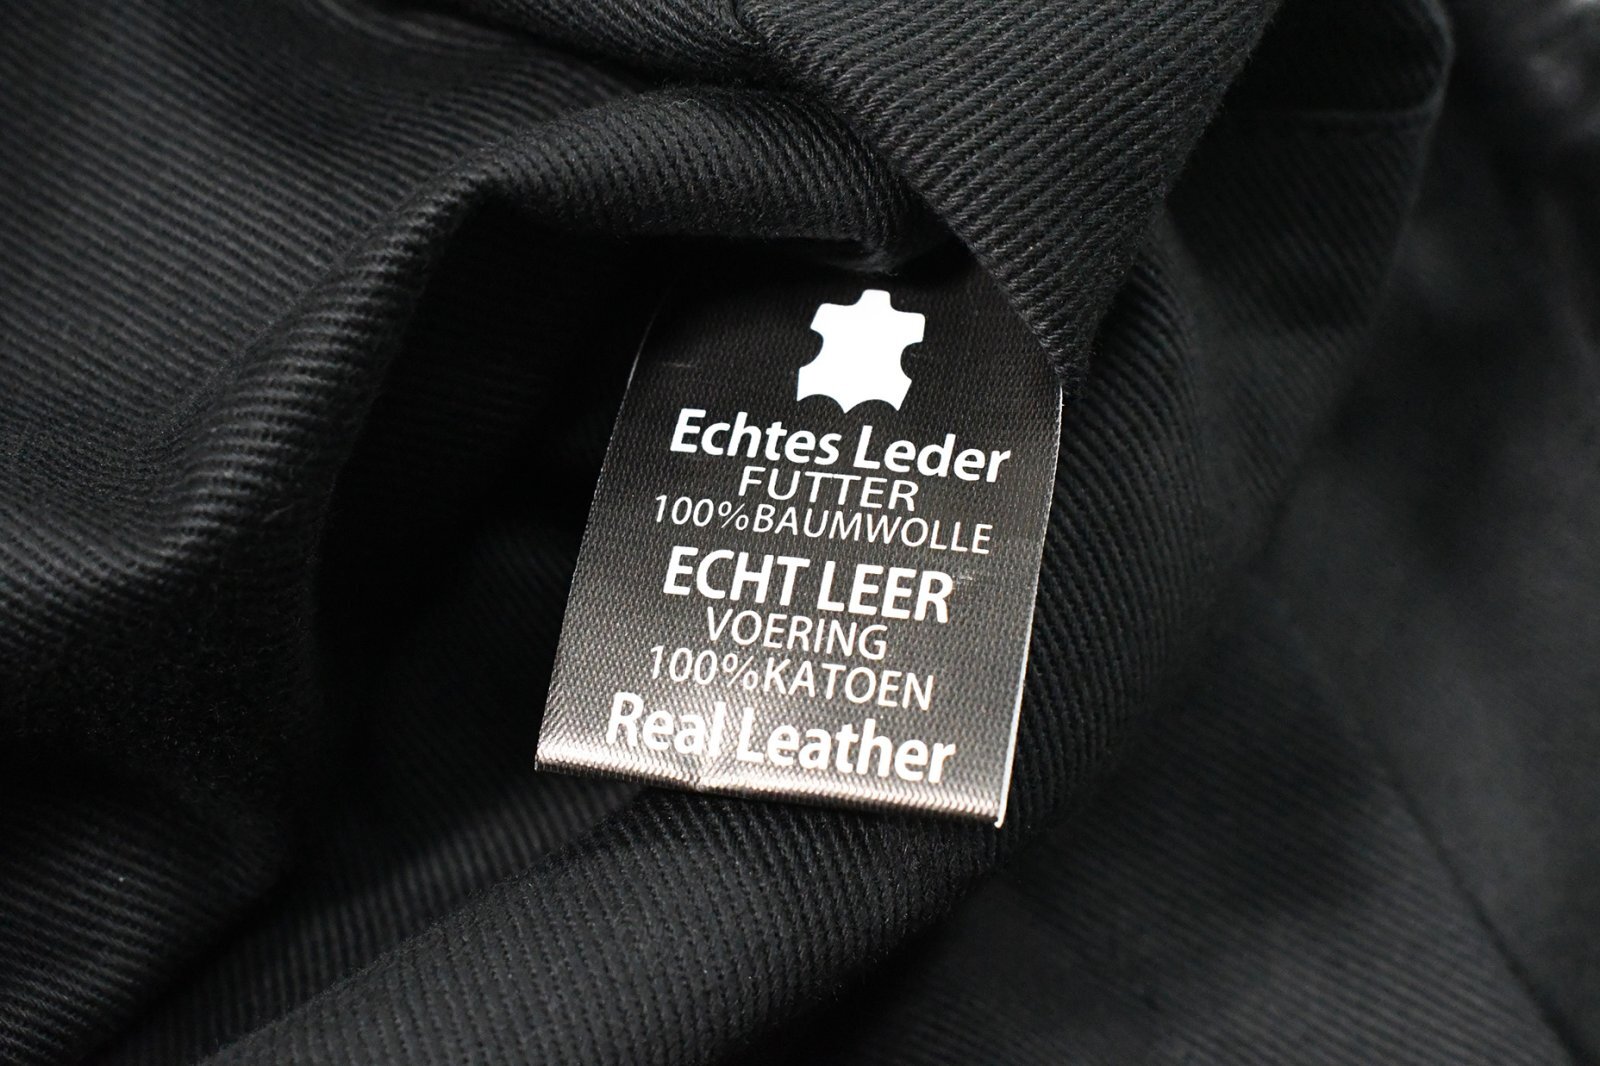 Echtes Leder
FUTTER
100%BAUMWOLLE
ECHT LEER
VOERING
100%KATOEN
Real Leather